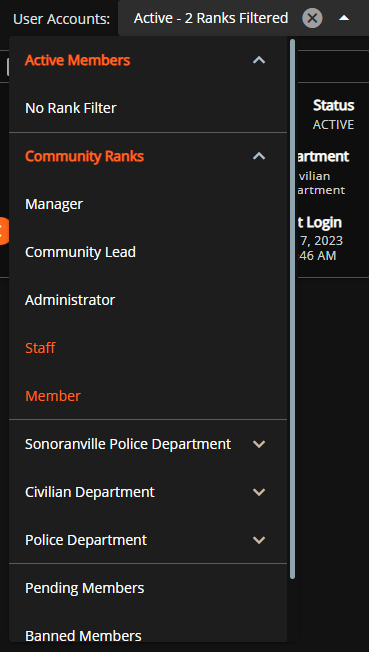 User Accounts: Active - 2 Ranks Filtered
Active Members
No Rank Filter
Status
ACTIVE
Community Ranks
artment
vilian
artment
Manager
t Login
7, 2023
46 AM
Community Lead
Administrator
Staff
Member
Sonoranville Police Department
Civilian Department
Police Department
Pending Members
Banned Members